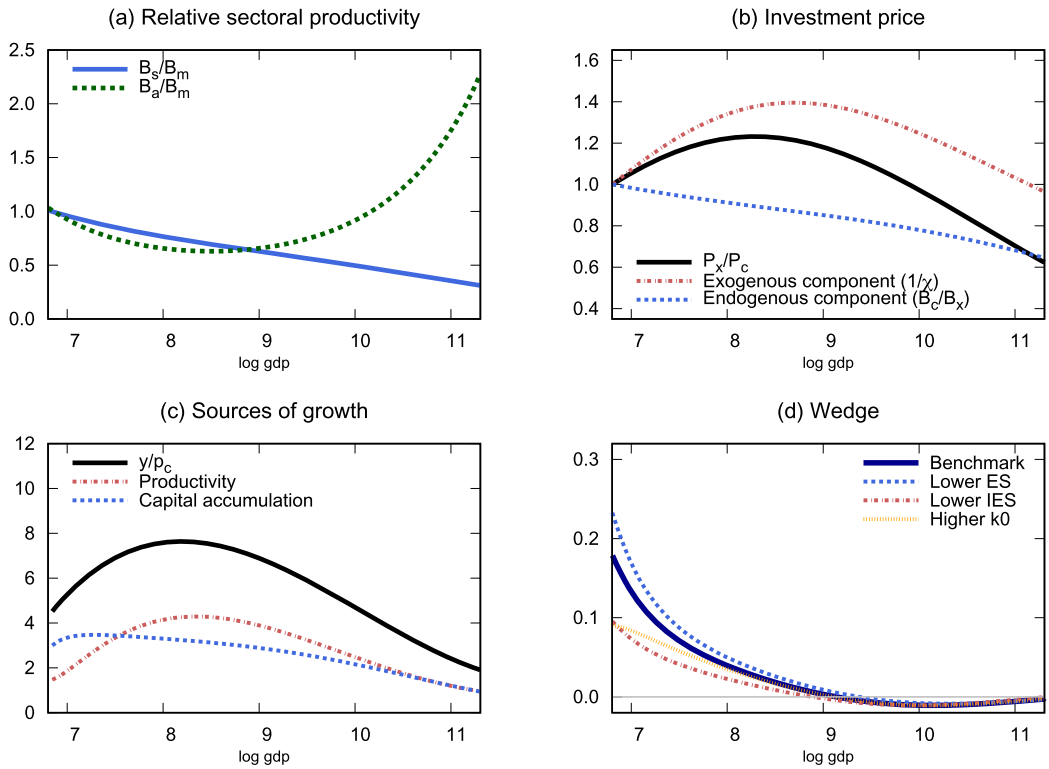 (a) Relative sectoral productivity
2.5
2.0
1.5
1.0
0.5
0.0
B_s/B_m
B_a/B_m
7 8 9 10 11
log gdp
(b) Investment price
1.6
1.4
1.2
1.0
0.8
0.6
0.4
P_x/P_c
Exogenous component (1/χ)
Endogenous component (B_c/B_x)
7 8 9 10 11
log gdp
(c) Sources of growth
12
10
8
6
4
2
0
y/p_c
Productivity
Capital accumulation
7 8 9 10 11
log gdp
(d) Wedge
0.3
0.2
0.1
0.0
Benchmark
Lower ES
Lower IES
Higher k0
7 8 9 10 11
log gdp